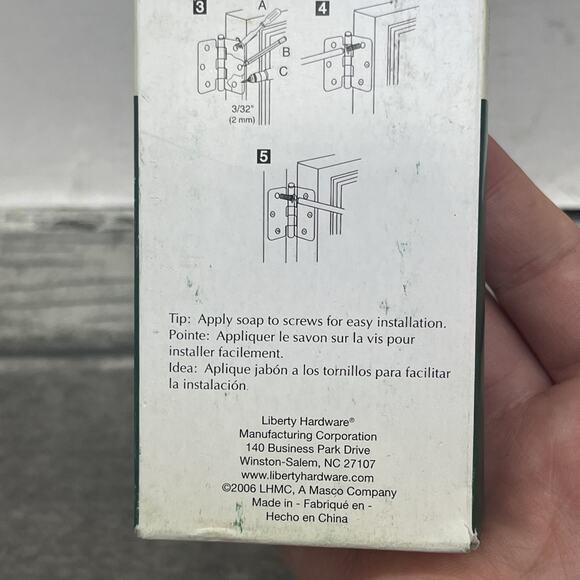 3
A
4
B
C
3/32"
(2 mm)
5
Tip: Apply soap to screws for easy installation.
Pointe: Appliquer le savon sur la vis pour
installer facilement.
Idea: Aplique jabón a los tornillos para facilitar
la instalación.
Liberty Hardware®
Manufacturing Corporation
140 Business Park Drive
Winston-Salem, NC 27107
www.libertyhardware.com
©2006 LHMC, A Masco Company
Made in - Fabriqué en -
Hecho en China